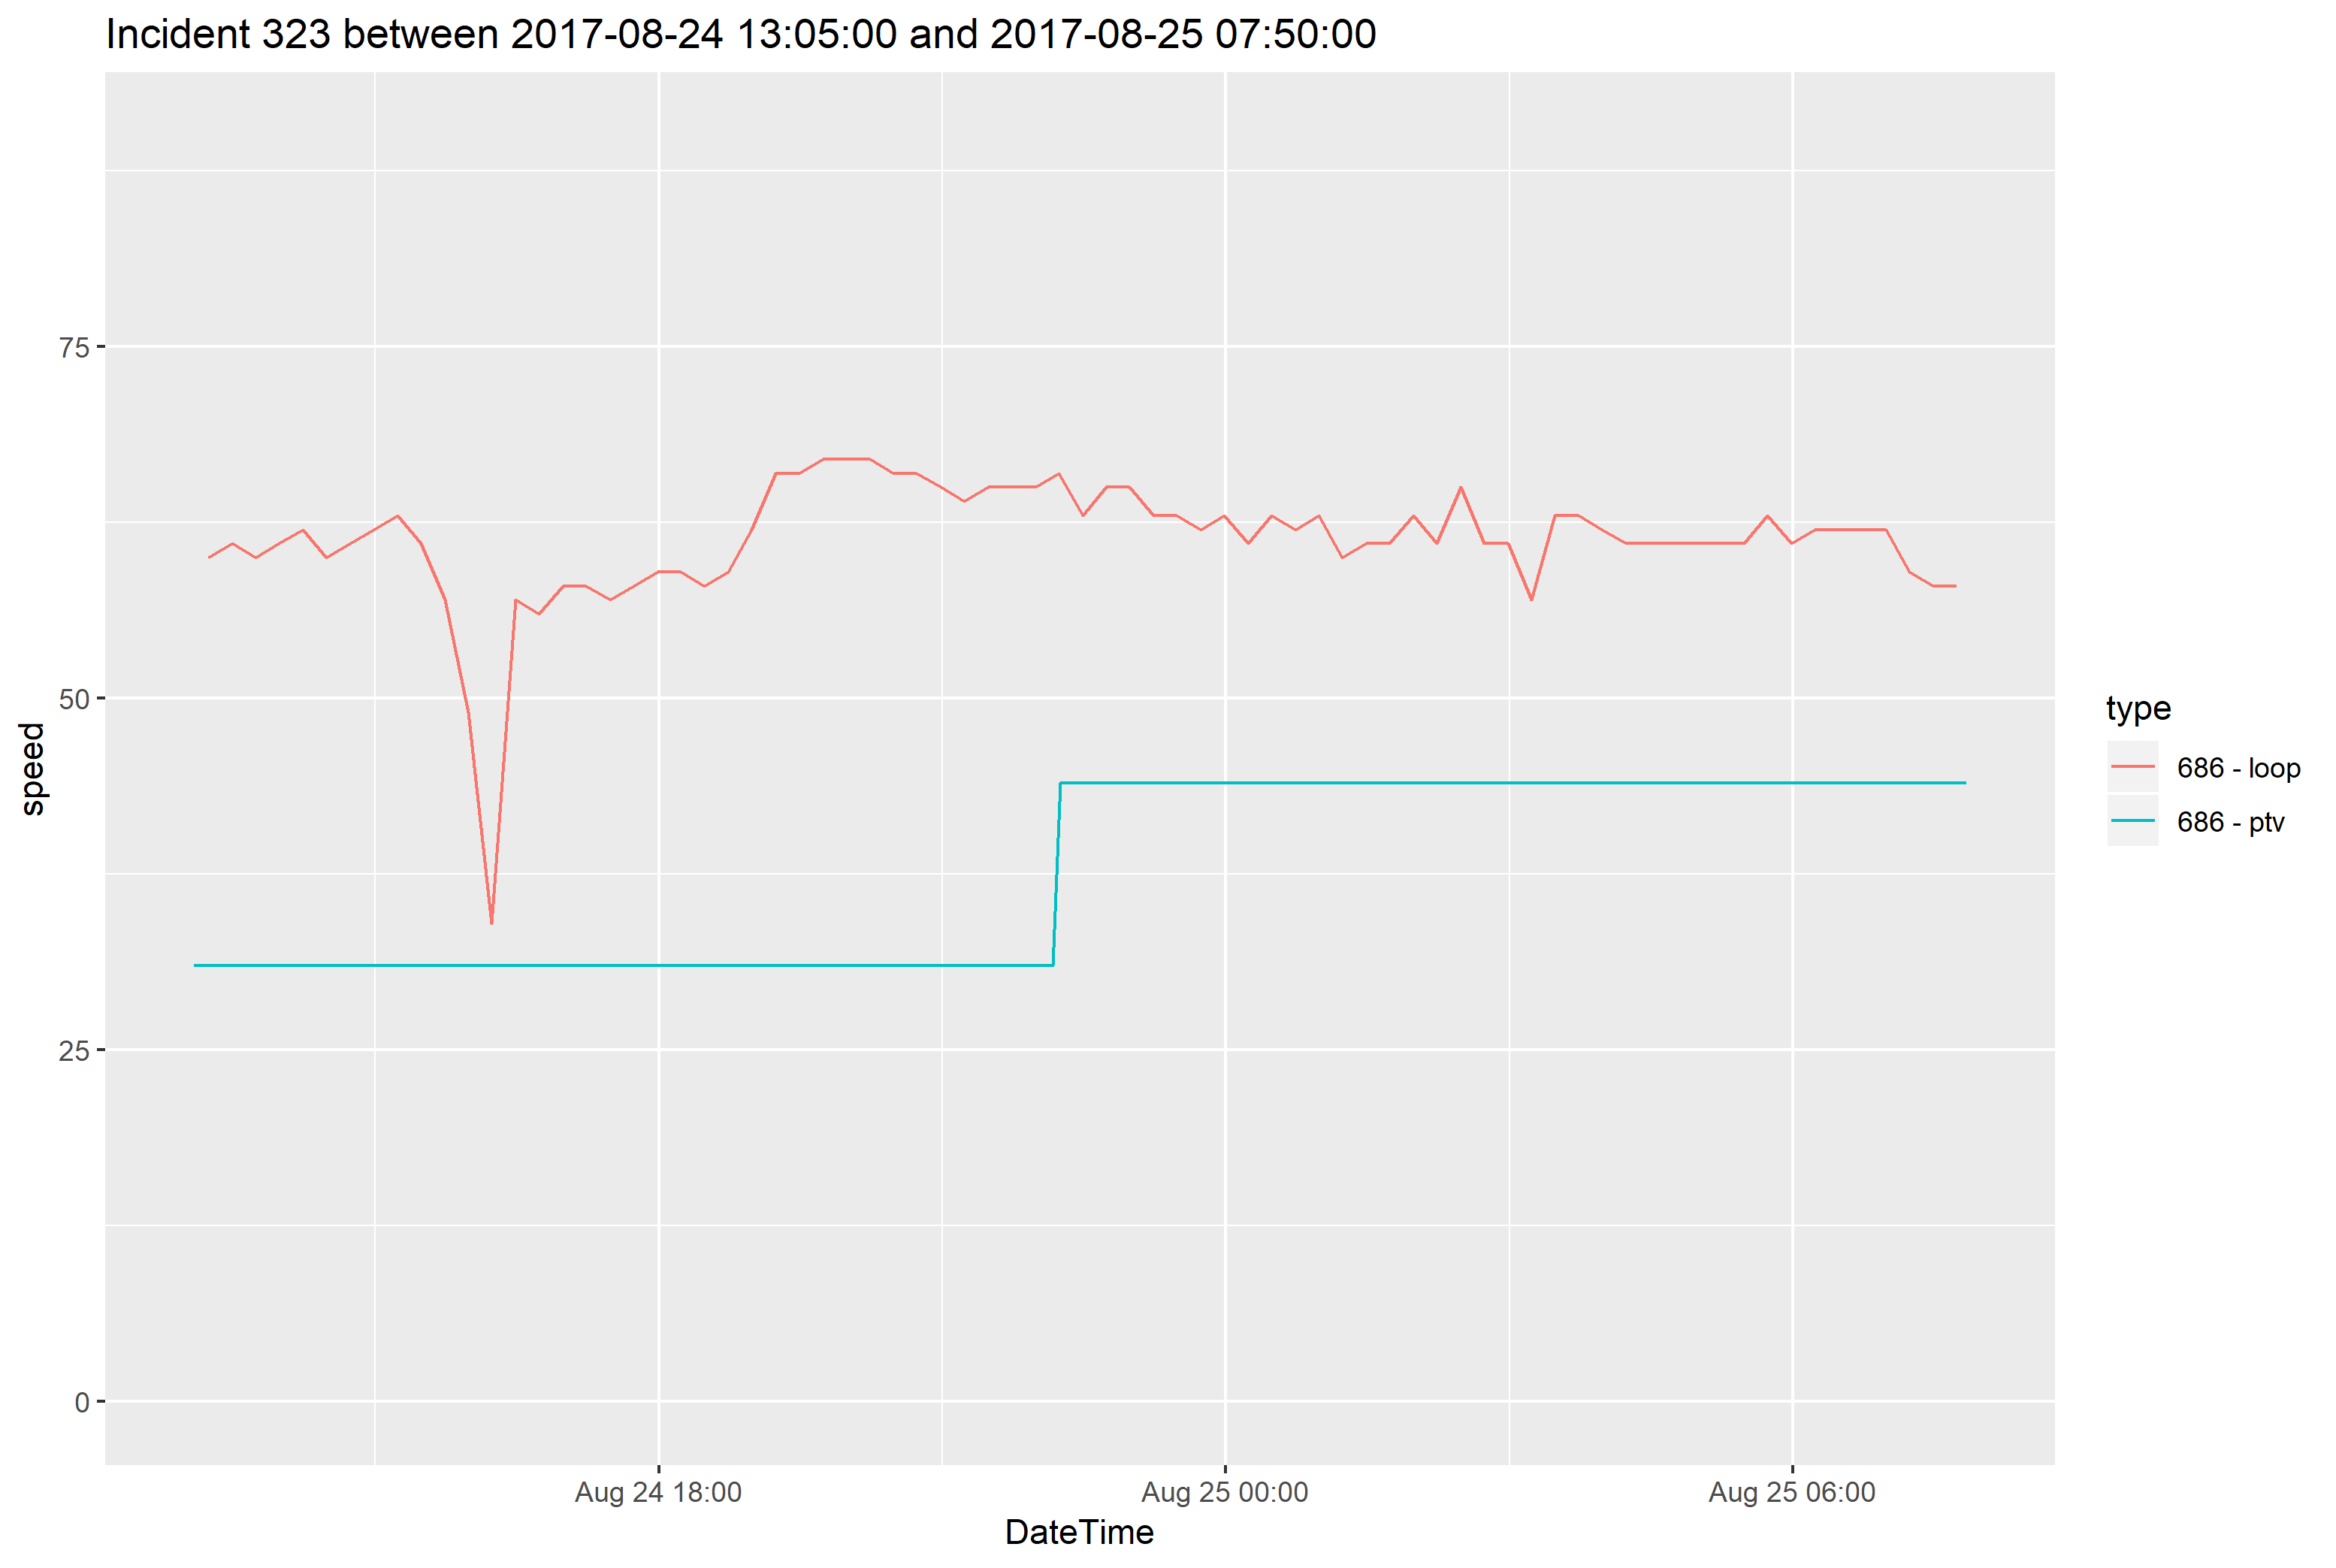 Incident 323 between 2017-08-24 13:05:00 and 2017-08-25 07:50:00
75
50
25
0
speed
Aug 24 18:00
Aug 25 00:00
Aug 25 06:00
DateTime
type
686 - loop
686 - ptv